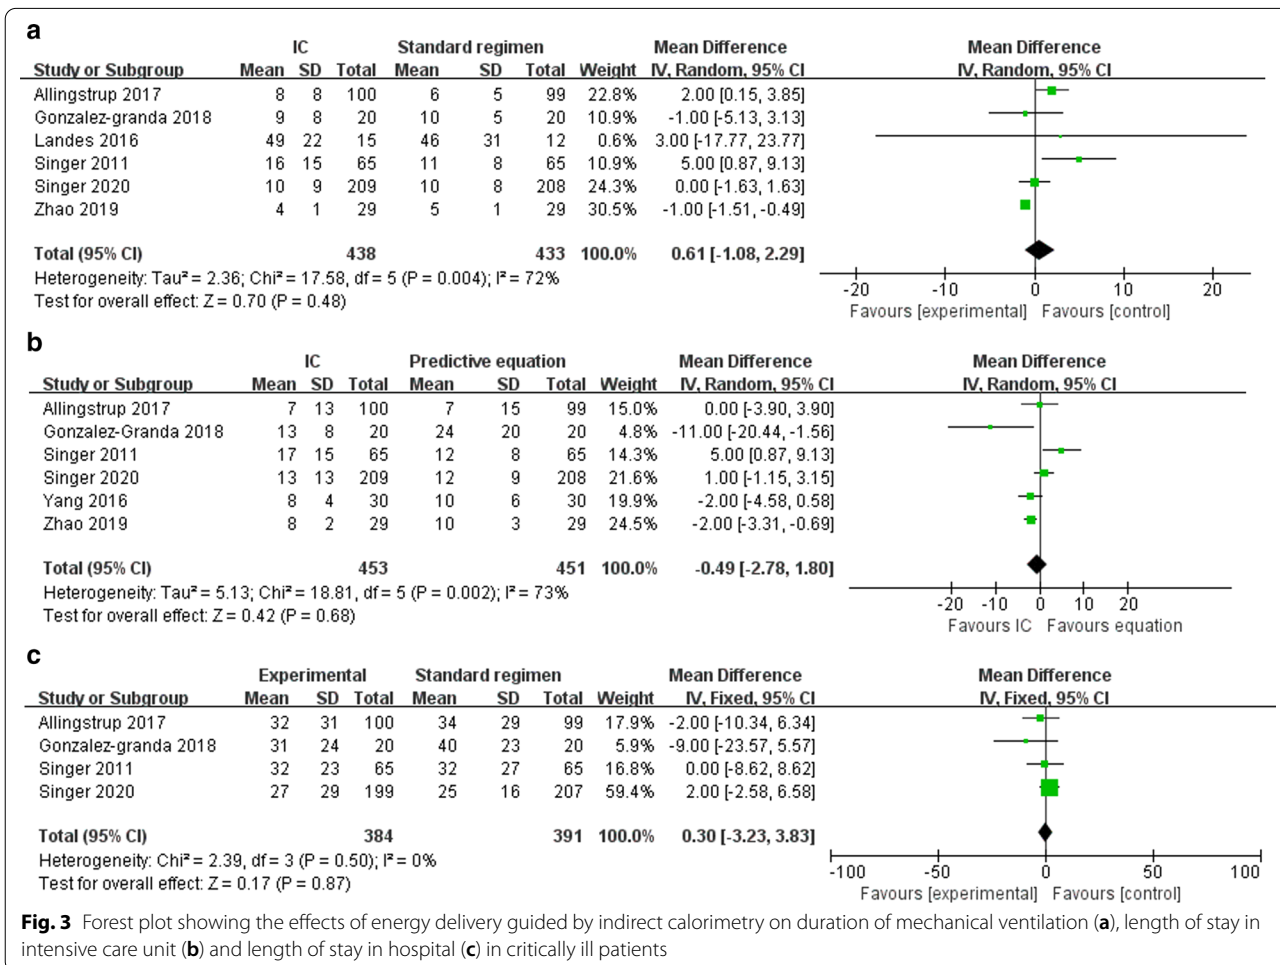 a
IC Standard regimen Mean Difference Mean Difference
Study or Subgroup Mean SD Total Mean SD Total Weight IV, Random, 95% CI IV, Random, 95% CI
Allingstrup 2017 8 8 100 6 5 99 22.8% 2.00 [0.15, 3.85]
Gonzalez-granda 2018 9 8 20 10 5 20 10.9% -1.00 [-5.13, 3.13]
Landes 2016 49 22 15 46 31 12 0.6% 3.00 [-17.77, 23.77]
Singer 2011 16 15 65 11 8 65 10.9% 5.00 [0.87, 9.13]
Singer 2020 10 9 209 10 8 208 24.3% 0.00 [-1.63, 1.63]
Zhao 2019 4 1 29 5 1 29 30.5% -1.00 [-1.51, -0.49]
Total (95% CI) 438 433 100.0% 0.61 [-1.08, 2.29]
Heterogeneity: Tau² = 2.36; Chi² = 17.58, df = 5 (P = 0.004); I² = 72%
Test for overall effect: Z = 0.70 (P = 0.48)
-20 -10 0 10 20
Favours [experimental] Favours [control]
b
IC Predictive equation Mean Difference Mean Difference
Study or Subgroup Mean SD Total Mean SD Total Weight IV, Random, 95% CI IV, Random, 95% CI
Allingstrup 2017 7 13 100 7 15 99 15.0% 0.00 [-3.90, 3.90]
Gonzalez-Granda 2018 13 8 20 24 20 20 4.8% -11.00 [-20.44, -1.56]
Singer 2011 17 15 65 12 8 65 14.3% 5.00 [0.87, 9.13]
Singer 2020 13 13 209 12 9 208 21.6% 1.00 [-1.15, 3.15]
Yang 2016 8 4 30 10 6 30 19.9% -2.00 [-4.58, 0.58]
Zhao 2019 8 2 29 10 3 29 24.5% -2.00 [-3.31, -0.69]
Total (95% CI) 453 451 100.0% -0.49 [-2.78, 1.80]
Heterogeneity: Tau² = 5.13; Chi² = 18.81, df = 5 (P = 0.002); I² = 73%
Test for overall effect: Z = 0.42 (P = 0.68)
-20 -10 0 10 20
Favours IC Favours equation
c
Experimental Standard regimen Mean Difference Mean Difference
Study or Subgroup Mean SD Total Mean SD Total Weight IV, Fixed, 95% CI IV, Fixed, 95% CI
Allingstrup 2017 32 31 100 34 29 99 17.9% -2.00 [-10.34, 6.34]
Gonzalez-granda 2018 31 24 20 40 23 20 5.9% -9.00 [-23.57, 5.57]
Singer 2011 32 23 65 32 27 65 16.8% 0.00 [-8.62, 8.62]
Singer 2020 27 29 199 25 16 207 59.4% 2.00 [-2.58, 6.58]
Total (95% CI) 384 391 100.0% 0.30 [-3.23, 3.83]
Heterogeneity: Chi² = 2.39, df = 3 (P = 0.50); I² = 0%
Test for overall effect: Z = 0.17 (P = 0.87)
-100 -50 0 50 100
Favours [experimental] Favours [control]
Fig. 3 Forest plot showing the effects of energy delivery guided by indirect calorimetry on duration of mechanical ventilation (a), length of stay in
intensive care unit (b) and length of stay in hospital (c) in critically ill patients